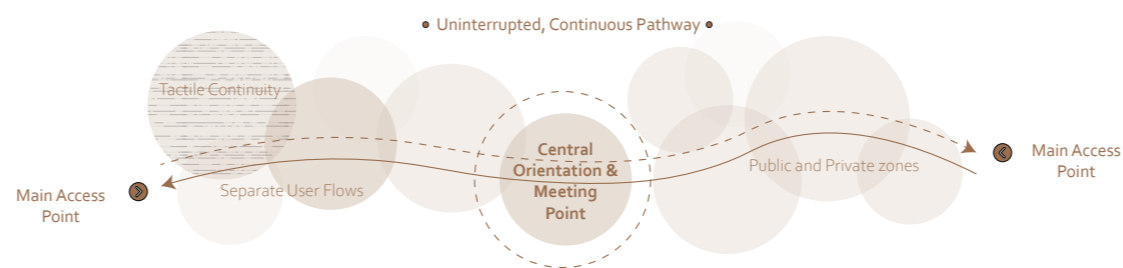 Uninterrupted, Continuous Pathway
Tactile Continuity
Central
Orientation &
Meeting
Point
Main Access
Point
Public and Private zones
Separate User Flows
Main Access
Point